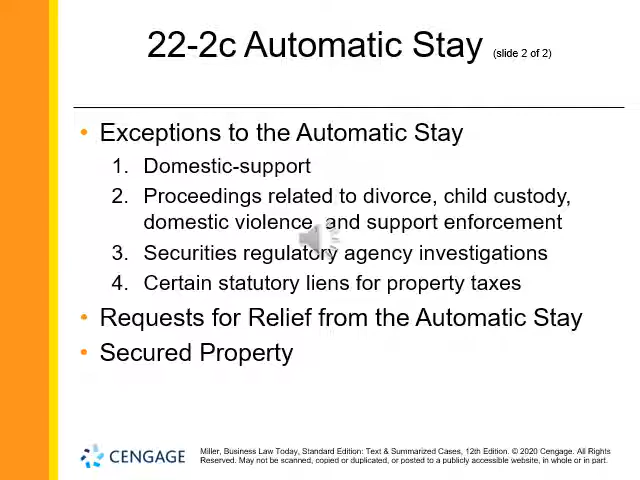 22-2c Automatic Stay (slide 2 of 2)
• Exceptions to the Automatic Stay
1. Domestic-support
2. Proceedings related to divorce, child custody,
domestic violence, and support enforcement
3. Securities regulatory agency investigations
4. Certain statutory liens for property taxes
• Requests for Relief from the Automatic Stay
• Secured Property
CENGAGE
Miller, Business Law Today, Standard Edition: Text & Summarized Cases, 12th Edition. © 2020 Cengage. All Rights
Reserved. May not be scanned, copied or duplicated, or posted to a publicly accessible website, in whole or in part.